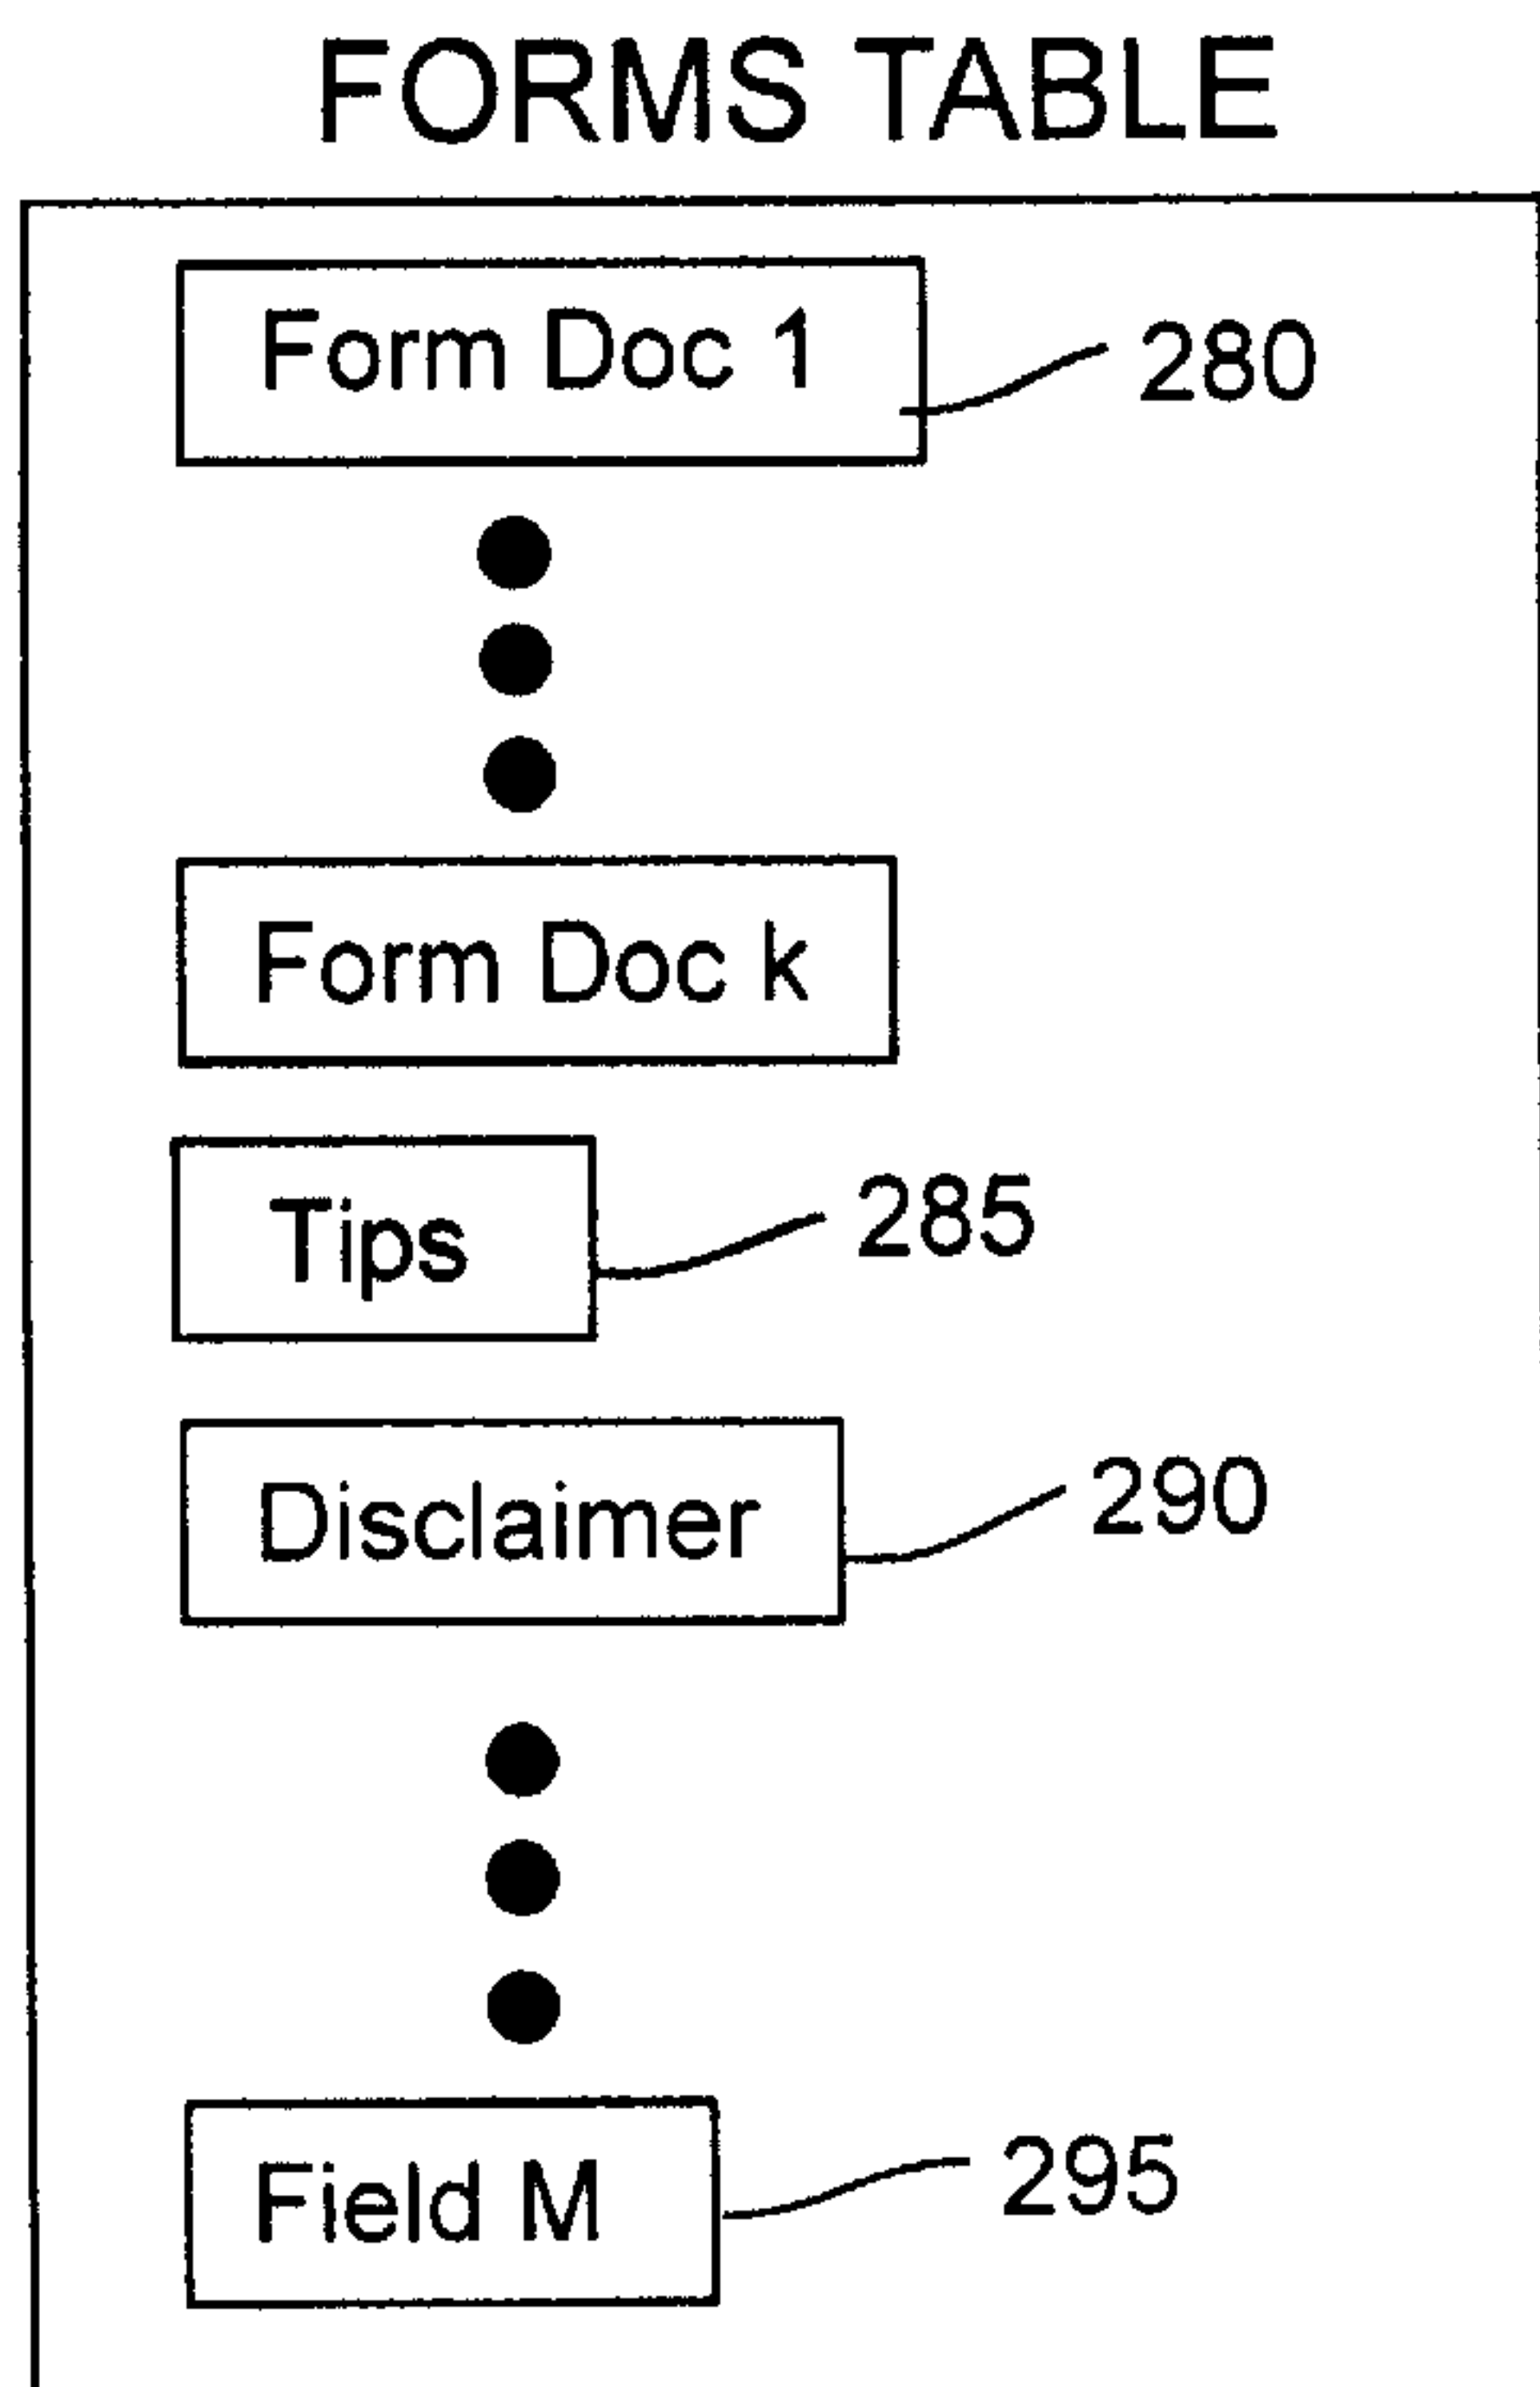 FORMS TABLE
Form Doc 1
280
Form Doc k
Tips
285
Disclaimer
290
Field M
295